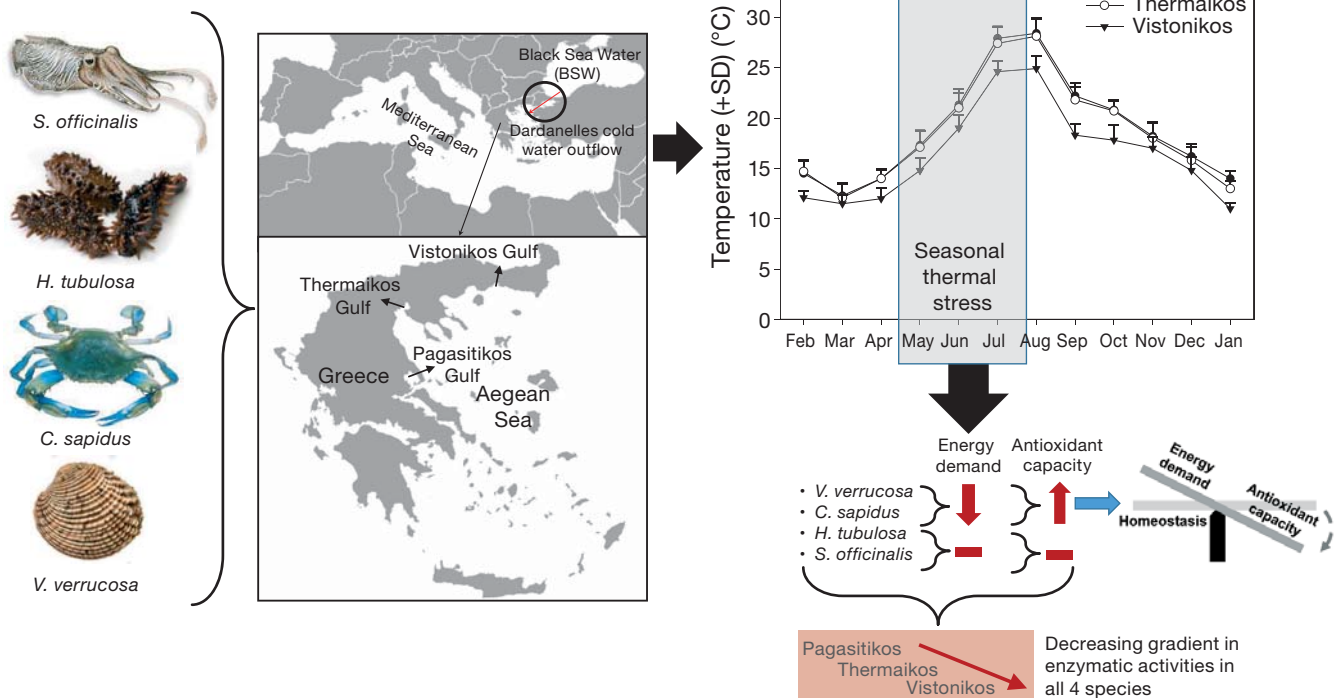 S. officinalis
H. tubulosa
C. sapidus
V. verrucosa
Black Sea Water
(BSW)
Mediterranean
Sea
Dardanelles cold
water outflow
Vistonikos Gulf
Thermaikos
Gulf
Pagasitikos
Gulf
Greece
Aegean
Sea
Temperature (+SD) (°C)
30
25
20
15
10
5
0
Thermaikos
Vistonikos
Seasonal
thermal
stress
Feb Mar Apr May Jun Jul Aug Sep Oct Nov Dec Jan
Energy
demand
Antioxidant
capacity
• V. verrucosa
• C. sapidus
• H. tubulosa
• S. officinalis
Energy
demand
Homeostasis
Antioxidant
capacity
Pagasitikos
Thermaikos
Vistonikos
Decreasing gradient in
enzymatic activities in
all 4 species